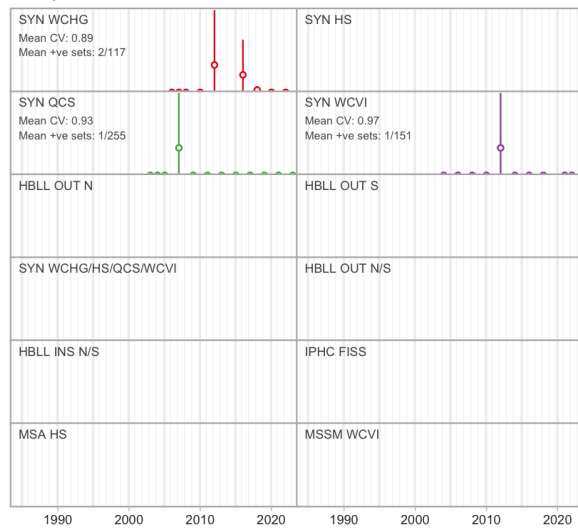 SYN WCHG
Mean CV: 0.89
Mean +ve sets: 2/117
SYN HS
SYN QCS
Mean CV: 0.93
Mean +ve sets: 1/255
SYN WCVI
Mean CV: 0.97
Mean +ve sets: 1/151
HBLL OUT N
HBLL OUT S
SYN WCHG/HS/QCS/WCVI
HBLL OUT N/S
HBLL INS N/S
IPHC FISS
MSA HS
MSSM WCVI
1990 2000 2010 2020 1990 2000 2010 2020